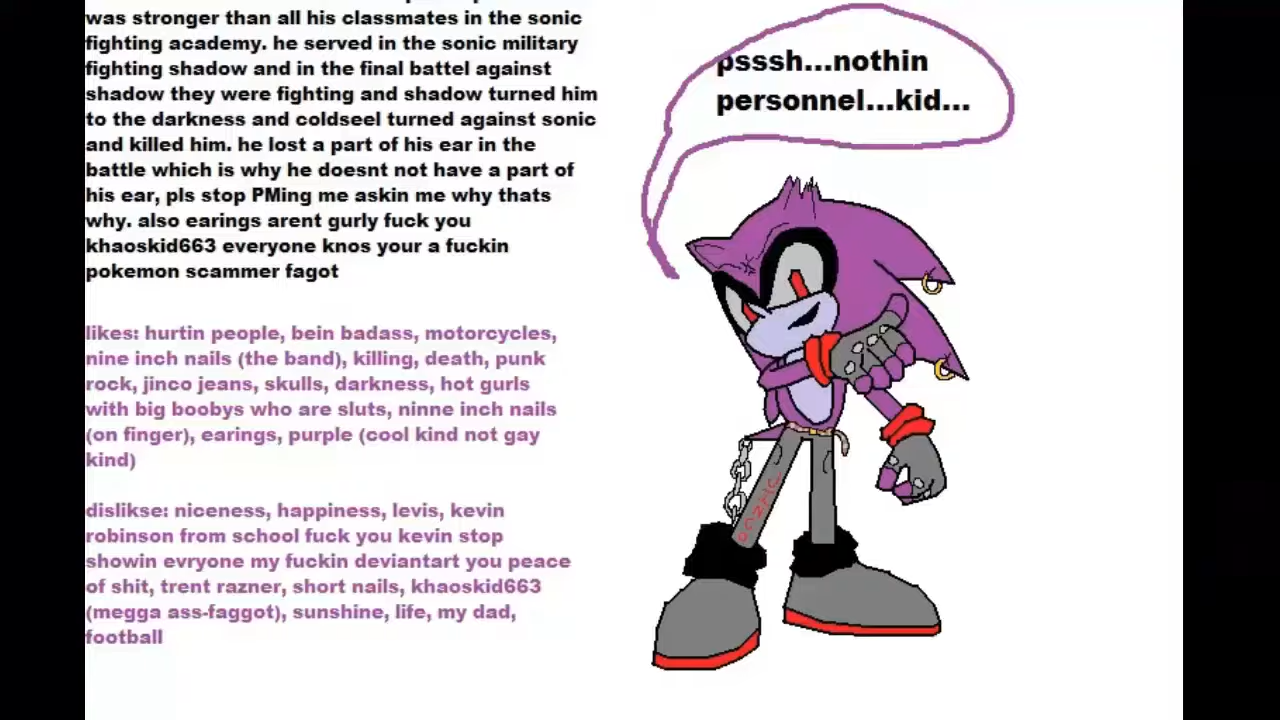 was stronger than all his classmates in the sonic
fighting academy. he served in the sonic military
fighting shadow and in the final battel against
shadow they were fighting and shadow turned him
to the darkness and coldseel turned against sonic
and killed him. he lost a part of his ear in the
battle which is why he doesnt not have a part of
his ear, pls stop PMing me askin me why thats
why. also earings arent gurly fuck you
khaoskid663 everyone knos your a fuckin
pokemon scammer fagot
likes: hurtin people, bein badass, motorcycles,
nine inch nails (the band), killing, death, punk
rock, jinco jeans, skulls, darkness, hot gurls
with big boobys who are sluts, ninne inch nails
(on finger), earings, purple (cool kind not gay
kind)
dislikse: niceness, happiness, levis, kevin
robinson from school fuck you kevin stop
showin evryone my fuckin deviantart you peace
of shit, trent razner, short nails, khaoskid663
(megga ass-faggot), sunshine, life, my dad,
football
psssh...nothin
personnel...kid...